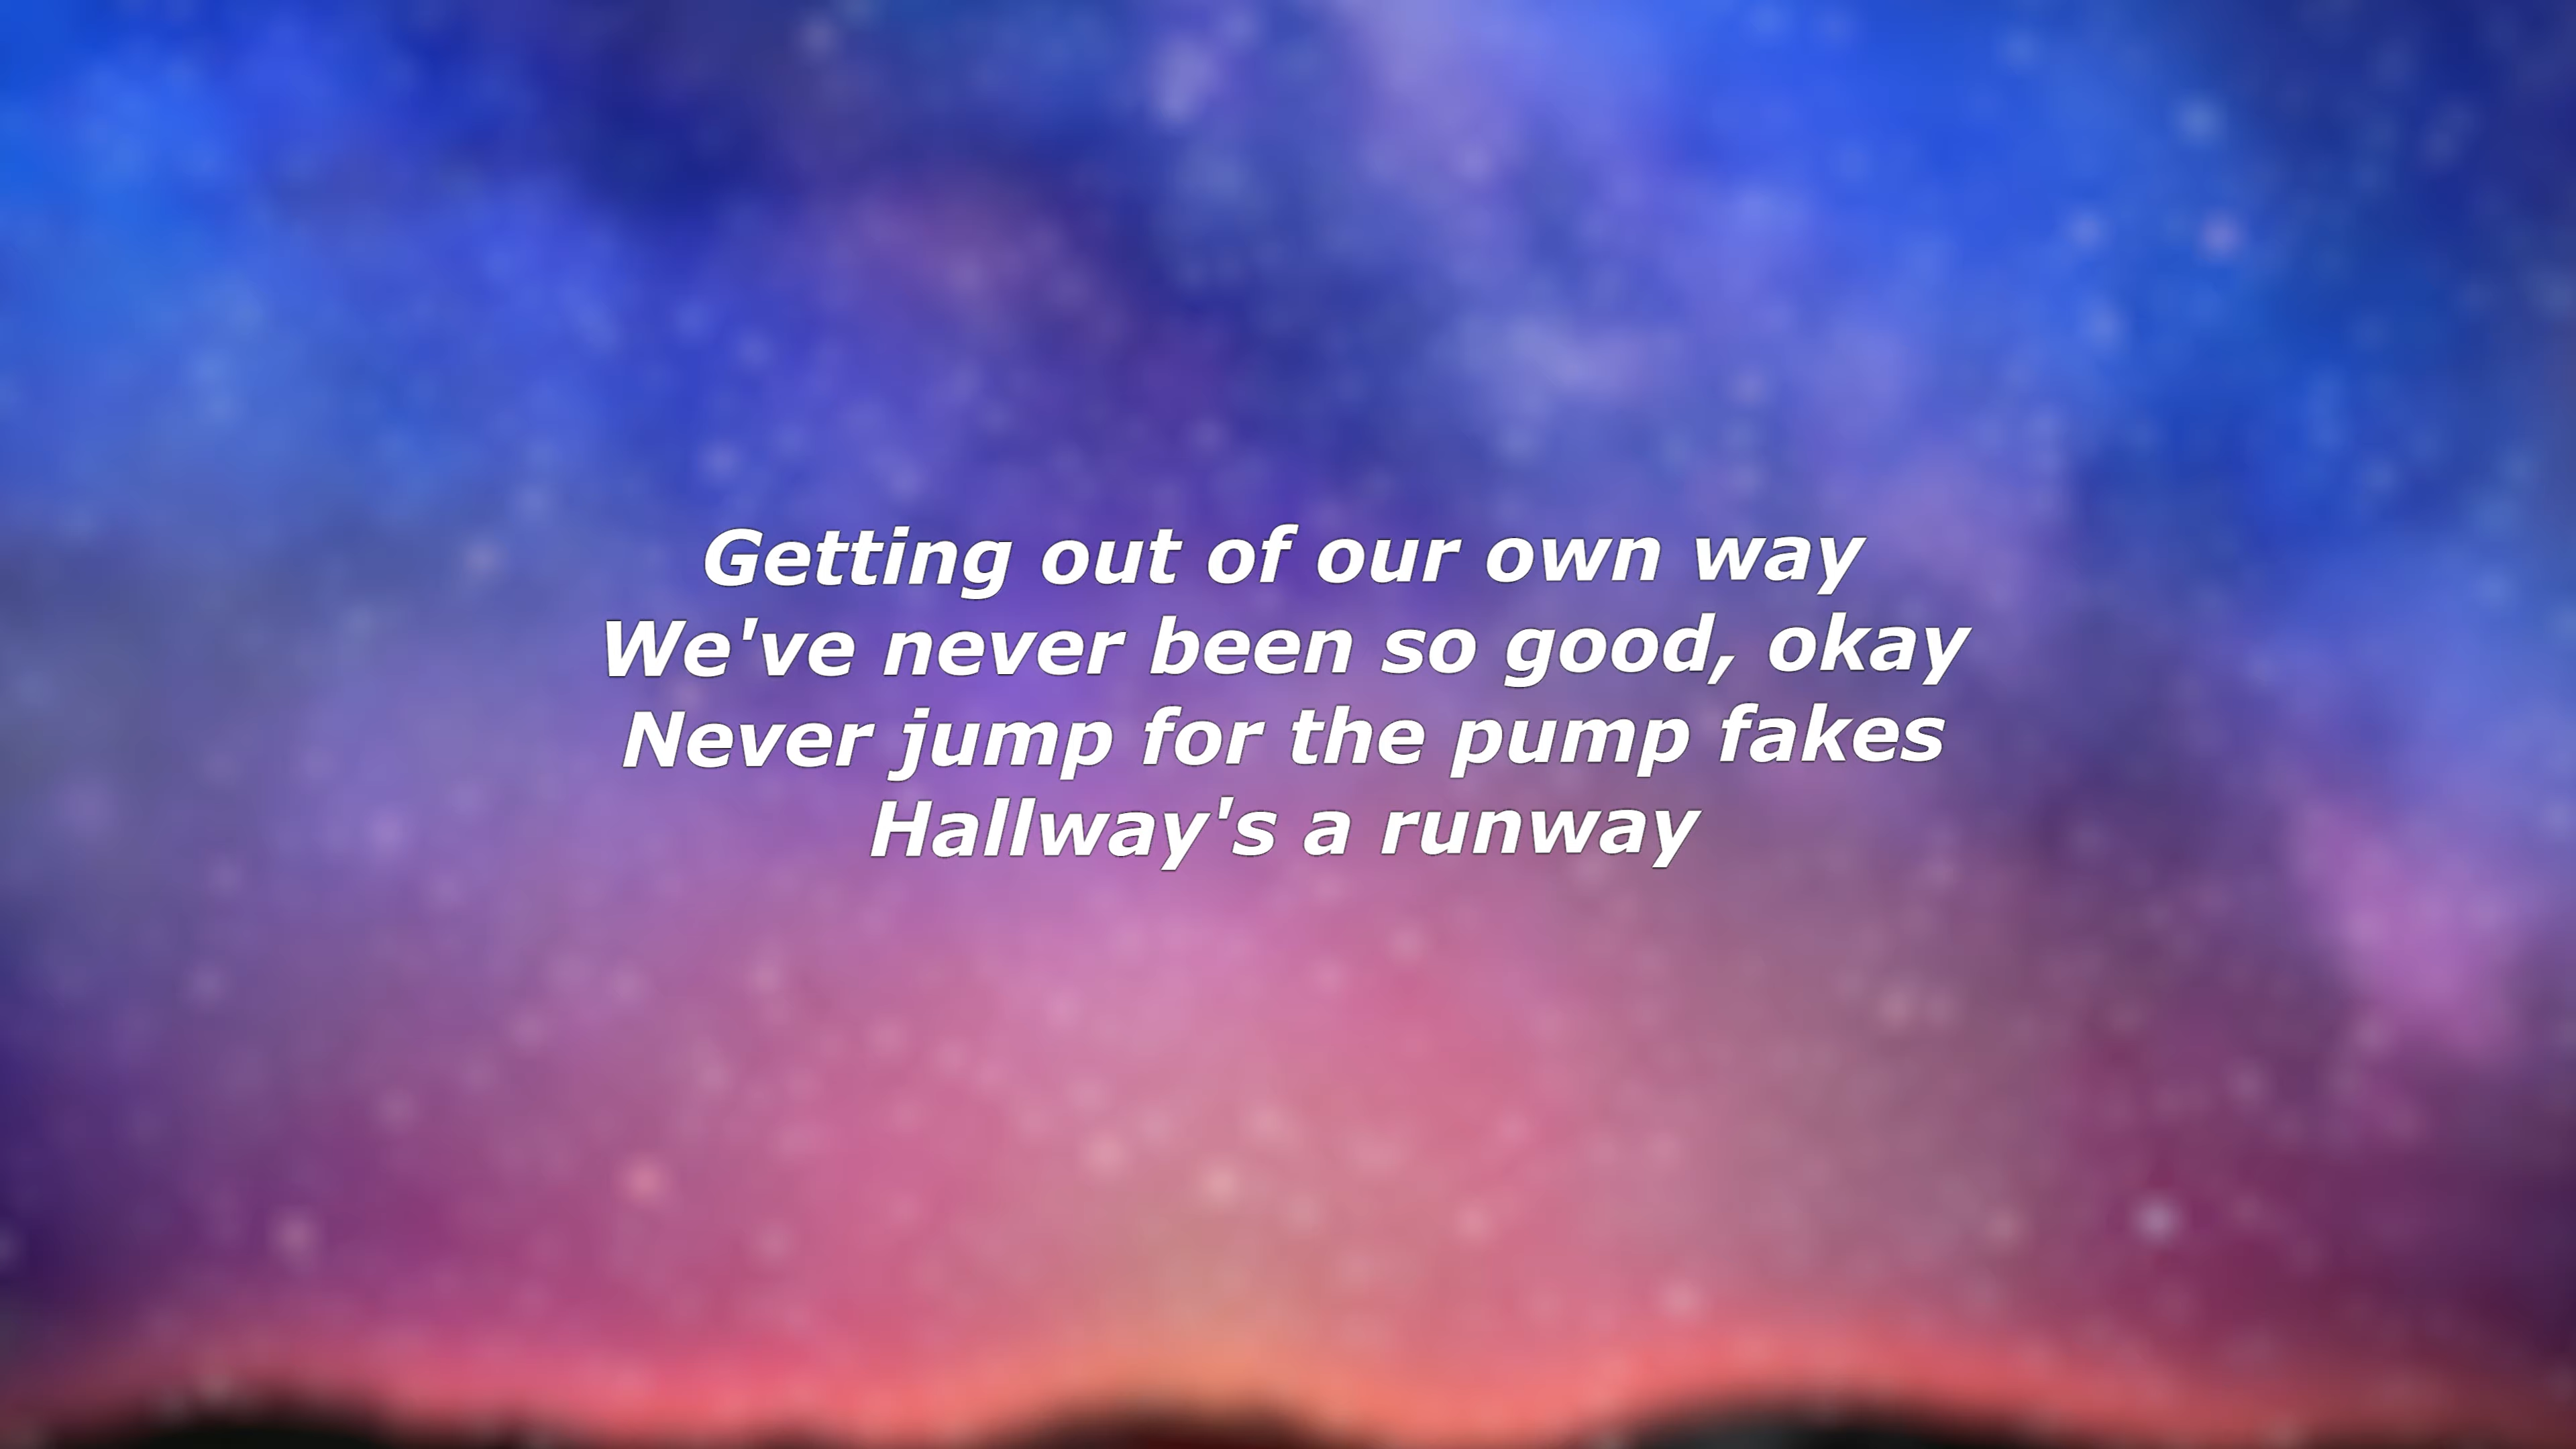 Getting out of our own way
We've never been so good, okay
Never jump for the pump fakes
Hallway's a runway